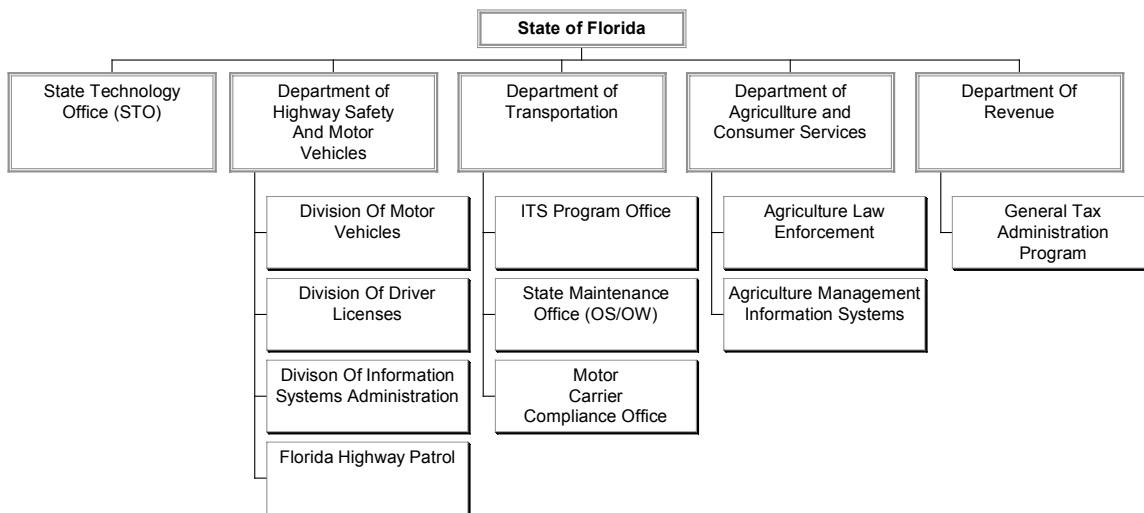 State of Florida
State Technology
Office (STO)
Department of
Highway Safety
And Motor
Vehicles
Department of
Transportation
Department of
Agricullture and
Consumer Services
Department Of
Revenue
Division Of Motor
Vehicles
Division Of Driver
Licenses
Divison Of Information
Systems Administration
Florida Highway Patrol
ITS Program Office
State Maintenance
Office (OS/OW)
Motor
Carrier
Compliance Office
Agriculture Law
Enforcement
Agriculture Management
Information Systems
General Tax
Administration
Program